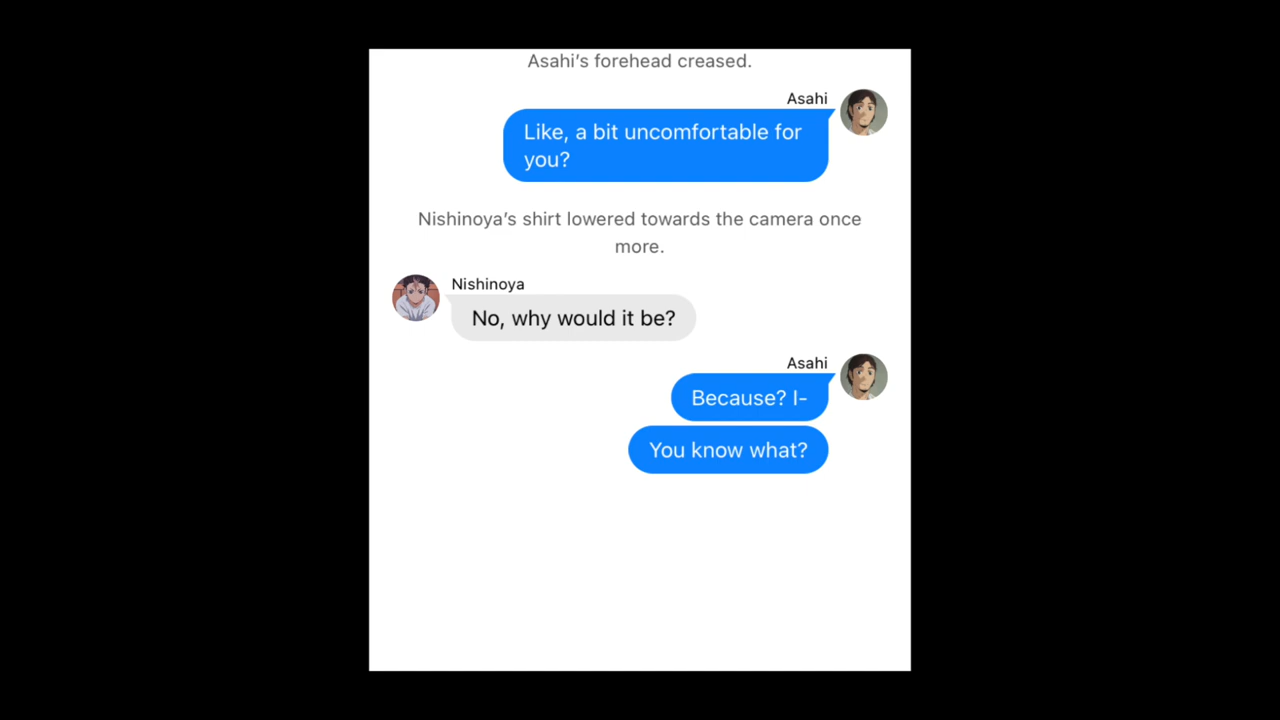 Asahi’s forehead creased.
Asahi
Like, a bit uncomfortable for
you?
Nishinoya’s shirt lowered towards the camera once
more.
Nishinoya
No, why would it be?
Asahi
Because? I-
You know what?